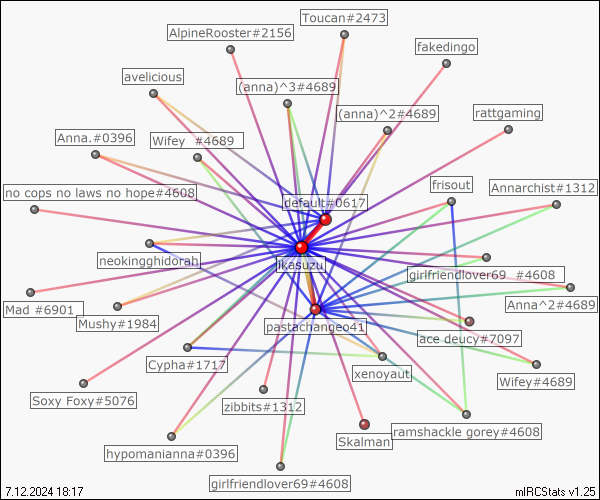 Toucan#2473
AlpineRooster#2156
fakedingo
avelicious
(anna)^3#4689
(anna)^2#4689
rattgaming
Anna.#0396
Wifey  #4689
no cops no laws no hope#4608
default#0617
frisout
Annarchist#1312
neokingghidorah
ikasuzu
girlfriendlover69  #4608
Mad #6901
Mushy#1984
pastachangeo41
Anna^2#4689
ace deucy#7097
Cypha#1717
xenoyaut
Wifey#4689
Soxy Foxy#5076
zibbits#1312
Skalman
ramshackle gorey#4608
hypomanianna#0396
girlfriendlover69#4608
7.12.2024 18:17
mIRCStats v1.25